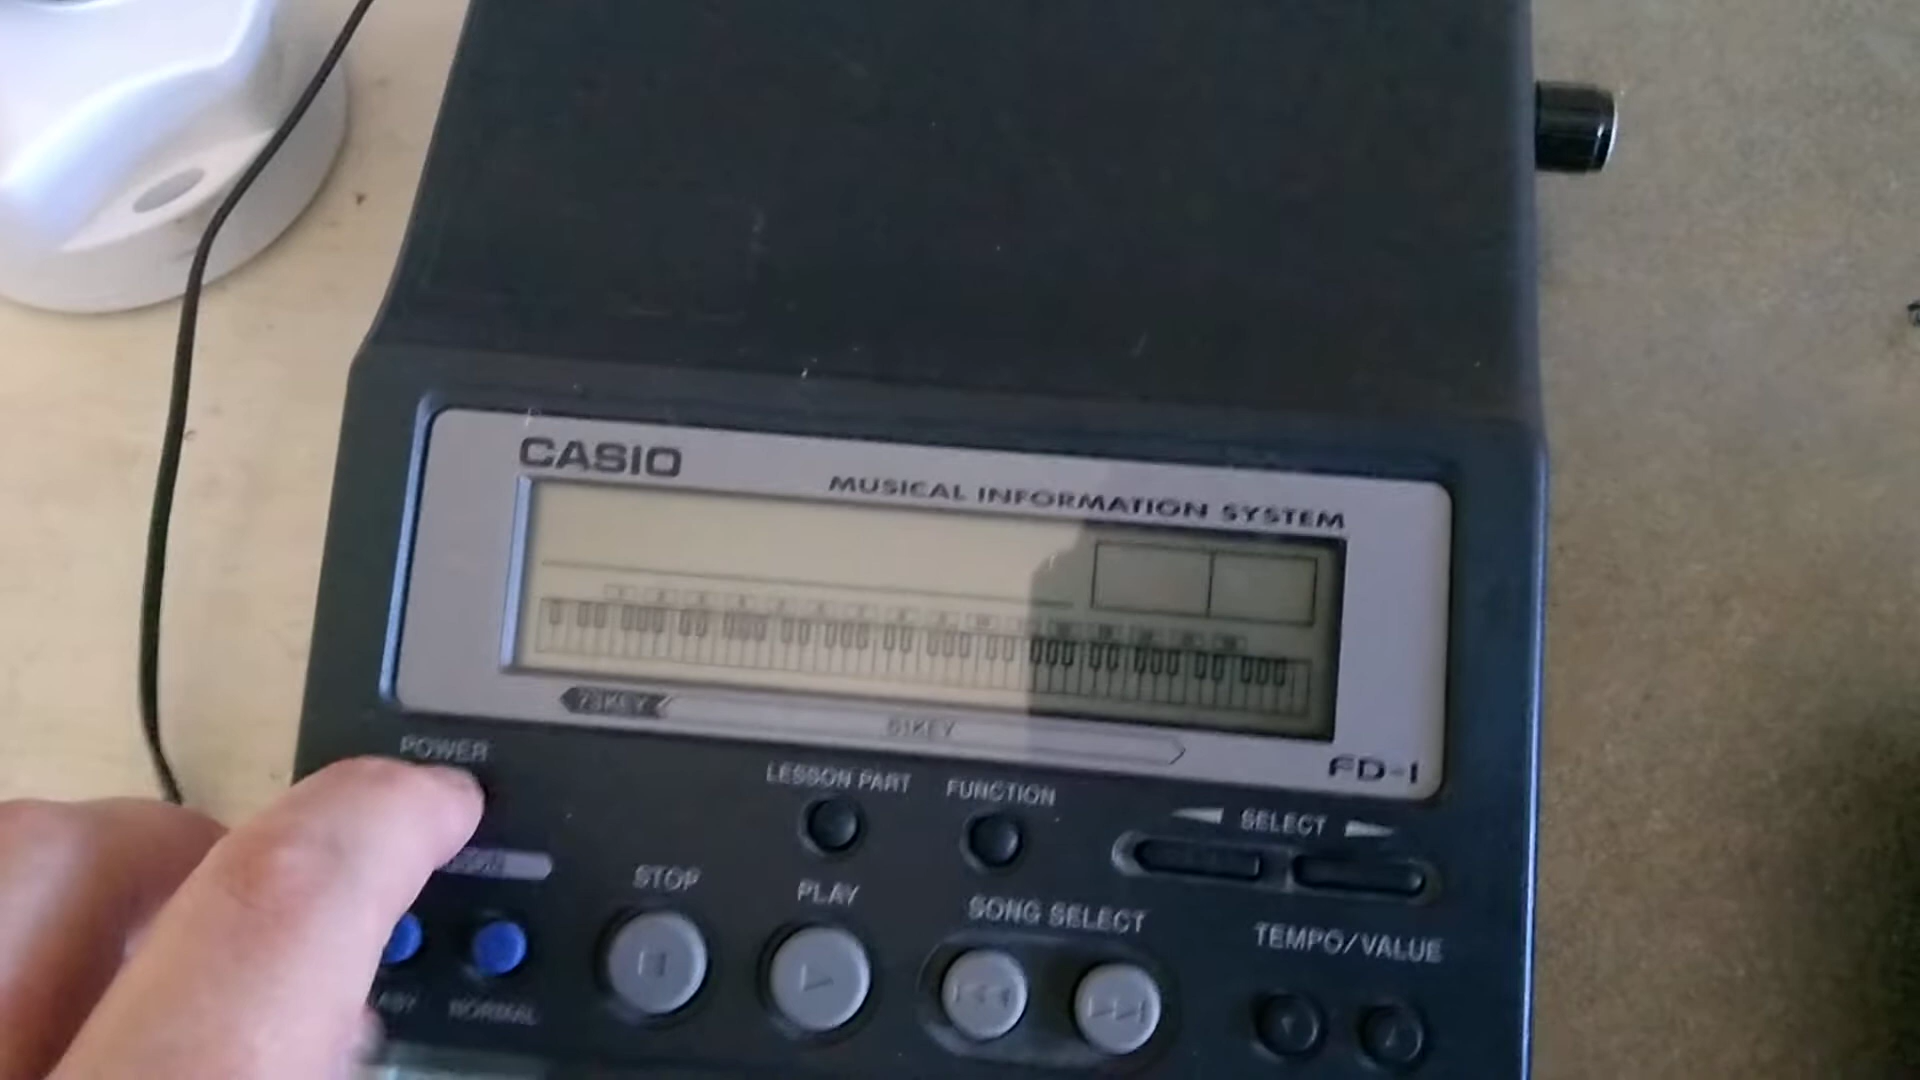 CASIO
MUSICAL INFORMATION SYSTEM
73KEY
61KEY
FD-1
POWER
LESSON PART
FUNCTION
SELECT
STOP
PLAY
SONG SELECT
TEMPO/VALUE
NORMAL